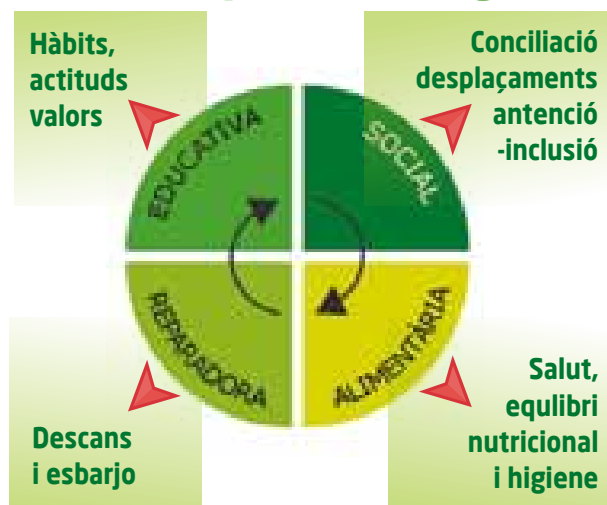 Hàbits,
actituds
valors
Conciliació
desplaçaments
antenció
-inclusió
EDUCATIVA
SOCIAL
REPARADORA
ALIMENTÀRIA
Descans
i esbarjo
Salut,
equlibri
nutricional
i higiene